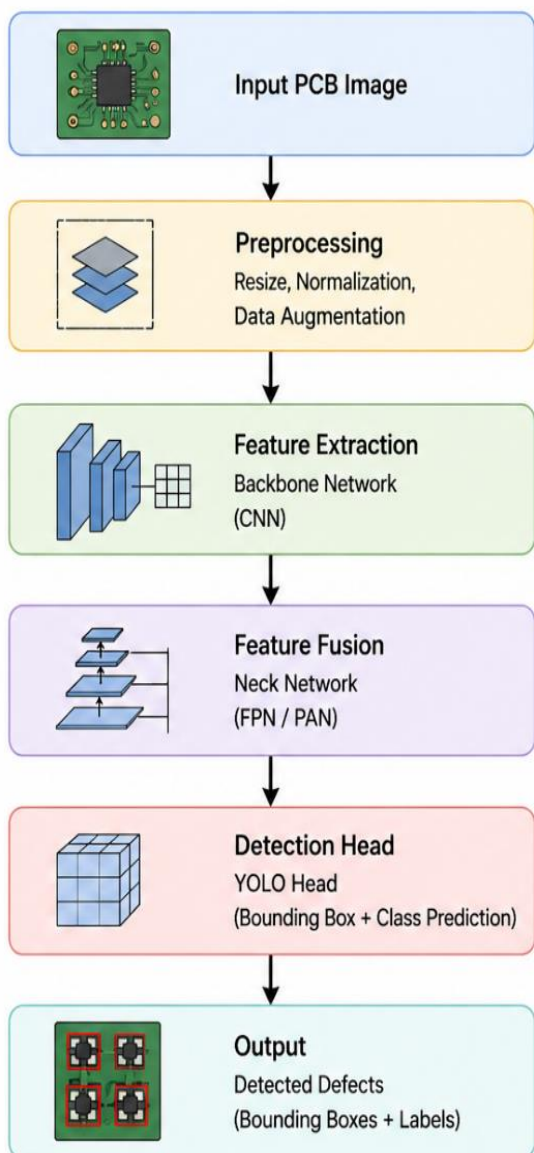 Input PCB Image
Preprocessing
Resize, Normalization,
Data Augmentation
Feature Extraction
Backbone Network
(CNN)
Feature Fusion
Neck Network
(FPN / PAN)
Detection Head
YOLO Head
(Bounding Box + Class Prediction)
Output
Detected Defects
(Bounding Boxes + Labels)